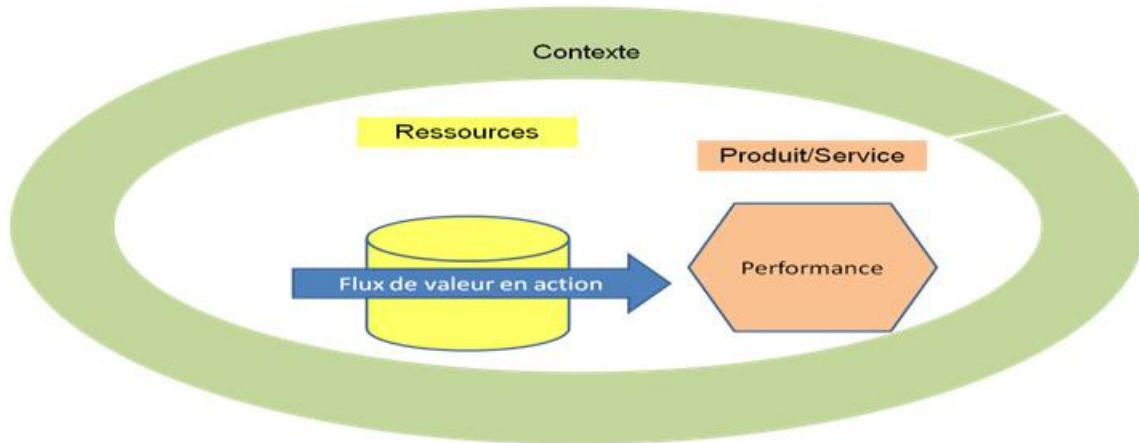 Contexte
Ressources
Produit/Service
Flux de valeur en action
Performance